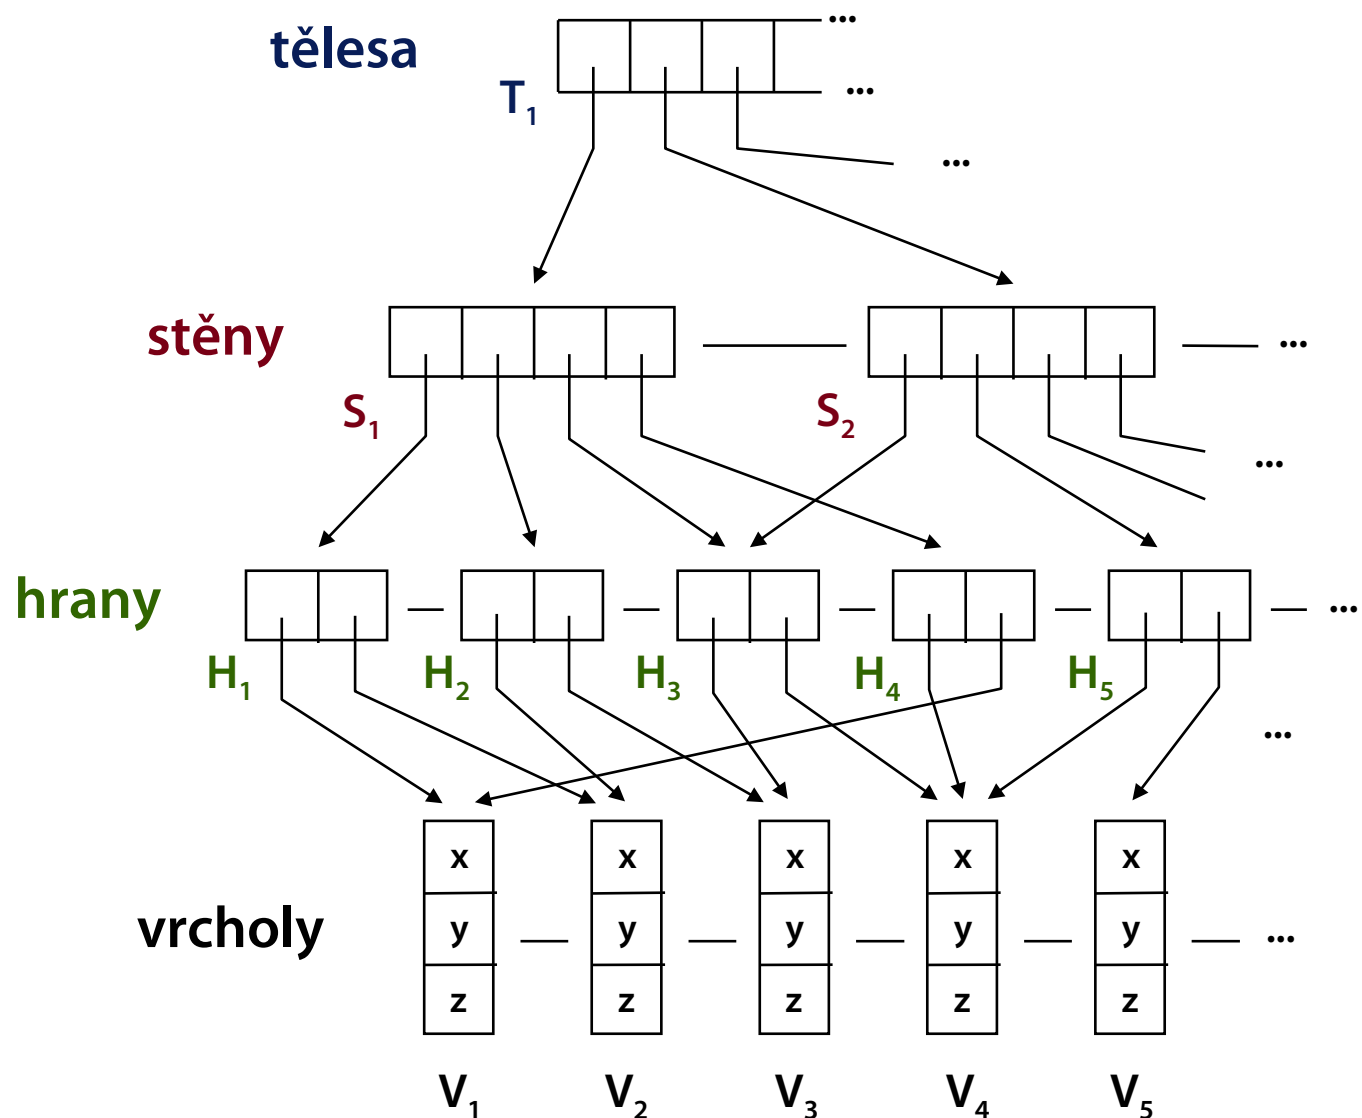 tělesa ...
T1 ...
...
stěny ...
S1 S2
...
hrany ...
H1 H2 H3 H4 H5
...
x x x x x
vrcholy y y y y y ...
z z z z z
V1 V2 V3 V4 V5